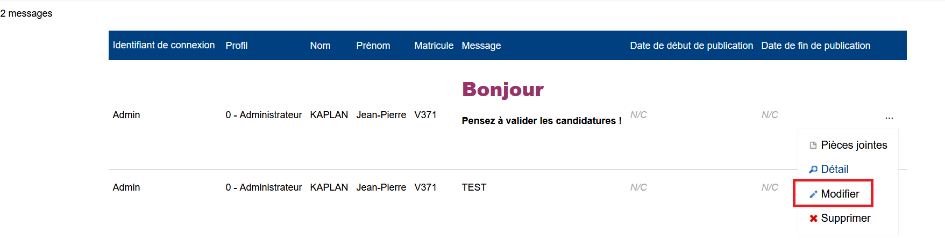 2 messages
Identifiant de connexion Profil Nom Prénom Matricule Message Date de début de publication Date de fin de publication
Bonjour
Admin 0 - Administrateur KAPLAN Jean-Pierre V371 Pensez à valider les candidatures ! N/C N/C ...
Pièces jointes
Détail
Admin 0 - Administrateur KAPLAN Jean-Pierre V371 TEST N/C N/C
Modifier
Supprimer